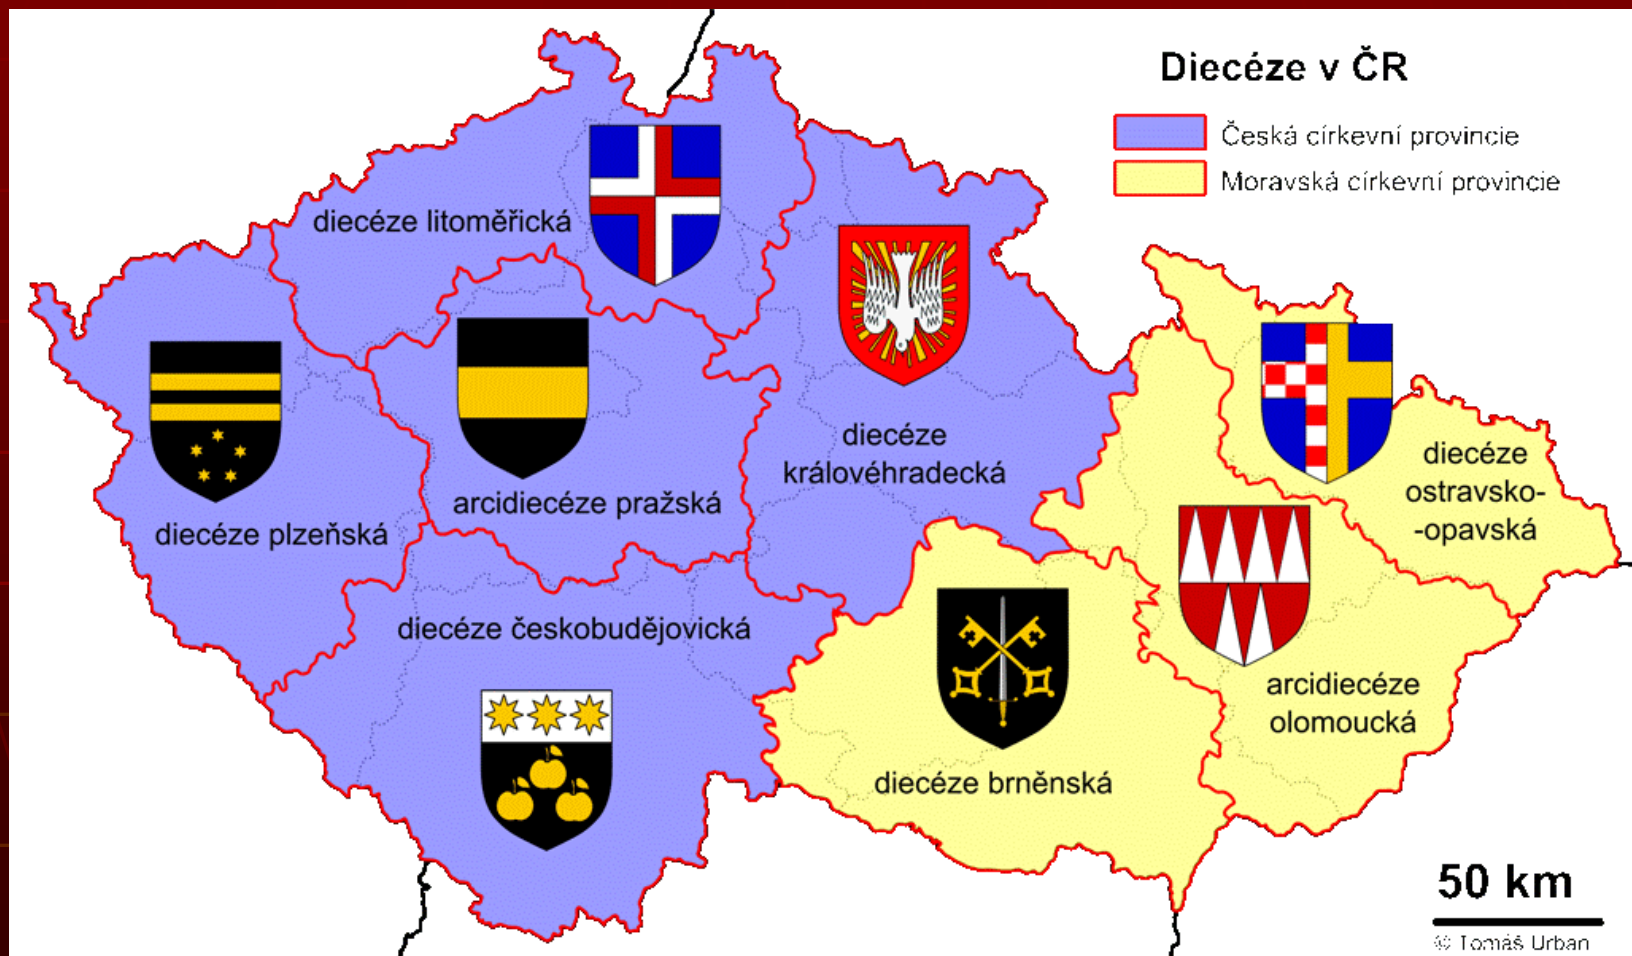 Diecéze v ČR
Česká církevní provincie
Moravská církevní provincie
diecéze litoměřická
diecéze
královéhradecká
diecéze
ostravsko-
-opavská
arcidiecéze pražská
diecéze plzeňská
diecéze českobudějovická
arcidiecéze
olomoucká
diecéze brněnská
50 km
© Tomáš Urban